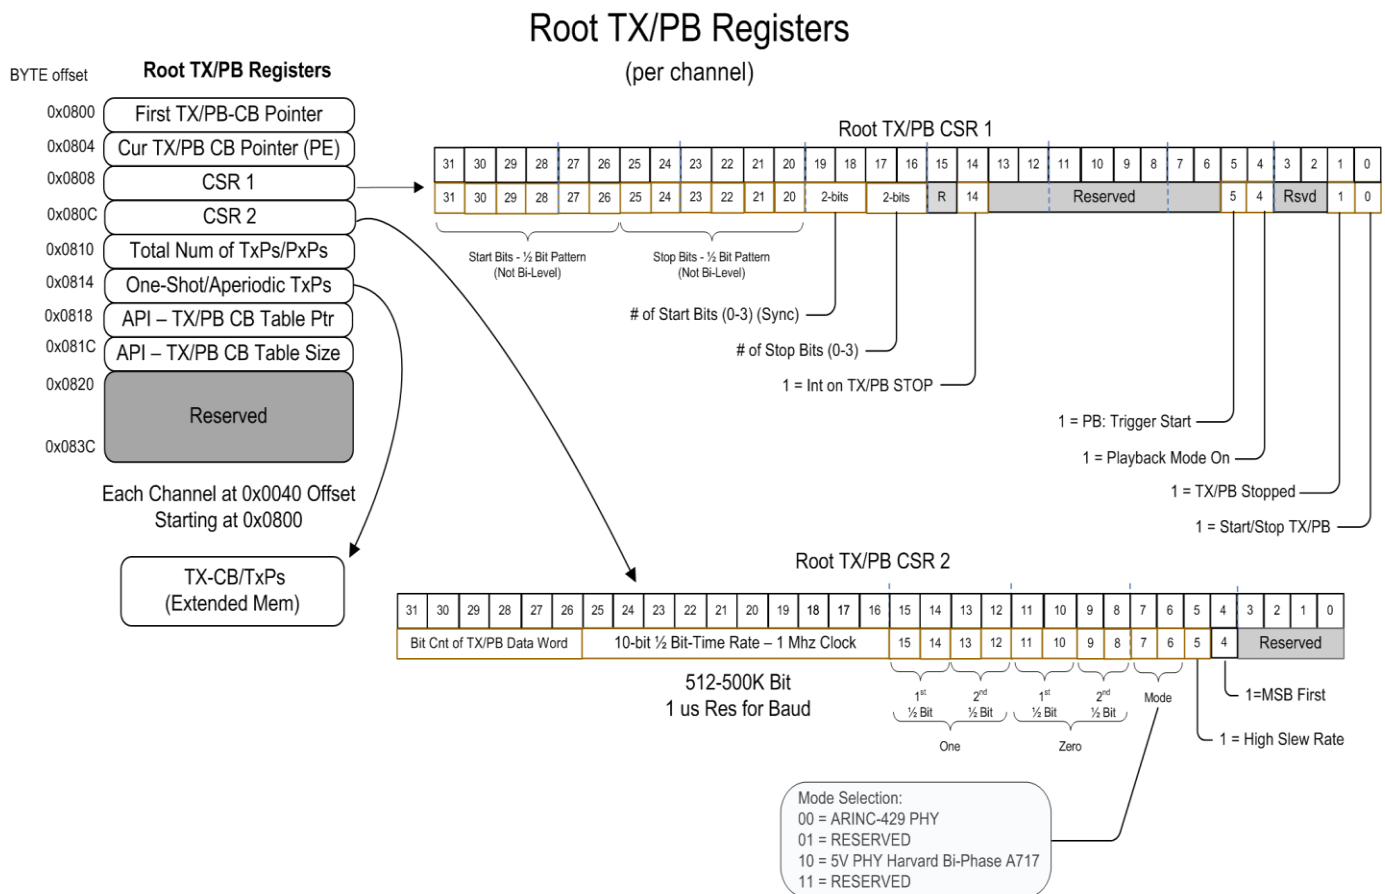 Root TX/PB Registers
(per channel)
BYTE offset
Root TX/PB Registers
0x0800
First TX/PB-CB Pointer
0x0804
Cur TX/PB CB Pointer (PE)
0x0808
CSR 1
0x080C
CSR 2
0x0810
Total Num of TxPs/PxPs
0x0814
One-Shot/Aperiodic TxPs
0x0818
API – TX/PB CB Table Ptr
0x081C
API – TX/PB CB Table Size
0x0820
Reserved
0x083C
Each Channel at 0x0040 Offset
Starting at 0x0800
TX-CB/TxPs
(Extended Mem)
Root TX/PB CSR 1
31 30 29 28 27 26 25 24 23 22 21 20 19 18 17 16 15 14 13 12 11 10 9 8 7 6 5 4 3 2 1 0
31 30 29 28 27 26 25 24 23 22 21 20 2-bits 2-bits R 14 Reserved 5 4 Rsvd 1 0
Start Bits - ½ Bit Pattern
(Not Bi-Level)
Stop Bits - ½ Bit Pattern
(Not Bi-Level)
# of Start Bits (0-3) (Sync)
# of Stop Bits (0-3)
1 = Int on TX/PB STOP
1 = PB: Trigger Start
1 = Playback Mode On
1 = TX/PB Stopped
1 = Start/Stop TX/PB
Root TX/PB CSR 2
31 30 29 28 27 26 25 24 23 22 21 20 19 18 17 16 15 14 13 12 11 10 9 8 7 6 5 4 3 2 1 0
Bit Cnt of TX/PB Data Word 10-bit ½ Bit-Time Rate – 1 Mhz Clock 15 14 13 12 11 10 9 8 7 6 5 4 Reserved
512-500K Bit
1 us Res for Baud
1st
½ Bit
2nd
½ Bit
1st
½ Bit
2nd
½ Bit
Mode
One
Zero
1=MSB First
1 = High Slew Rate
Mode Selection:
00 = ARINC-429 PHY
01 = RESERVED
10 = 5V PHY Harvard Bi-Phase A717
11 = RESERVED